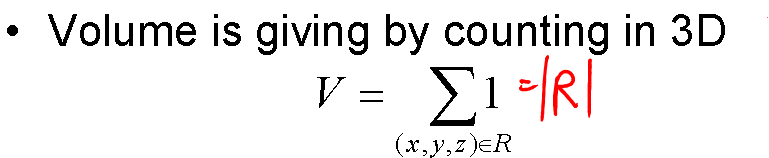 • Volume is giving by counting in 3D
V = ∑ 1 =|R|
(x,y,z)∈R